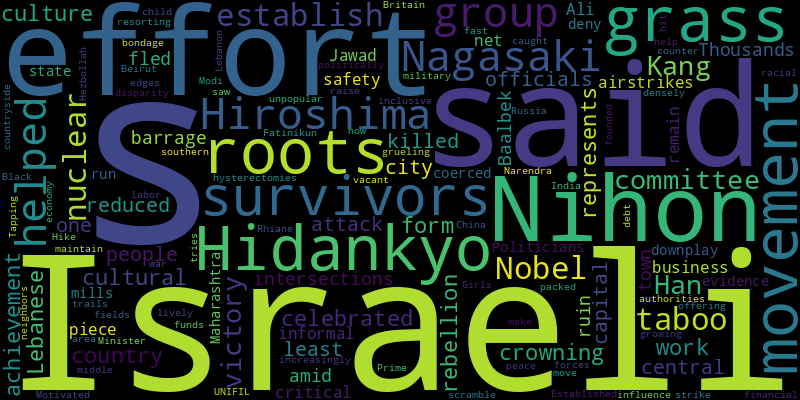 culture
resorting
child
establish
Britain
group
Ali
deny
grass
effort
Hezbollah
fled
state
Beirut
bondage
edges
disparity
Modi
saw
Lebanon
Jawad
politically
safety
unpopular
raise
military
Nagasaki
net
fast
caught
officials
Kang
airstrikes
Thousands
counter
help
hit
racial
countryside
helped
nuclear
S
Hiroshima
inclusive
said
densely
Baalbek
Russia
founded
remain
movement
barrage
southern
roots
Fatinikun
now
killed
grueling
city
coerced
Narendra
India
represents
Black
Tapping
economy
run
reduced
labor
hysterectomies
vacant
survivors
Nihon
committee
one
Hike
maintain
people
tries
Rhiane
attack
form
China
debt
Hidankyo
Politicians
downplay
town
business
evidence
authorities
achievement
neighbors
Lebanese
cultural
war
mills
trails
fields
piece
Minister
country
area
middle
Motivated
Israeli
Maharashtra
victory
UNIFIL
lively
funds
intersections
celebrated
informal
least
increasingly
amid
Prime
critical
rebellion
Girls
Nobel
packed
make
crowning
peace
forces
move
scramble
ruin
capital
Han
offering
taboo
growing
work
central
Established
influence
strike
financial